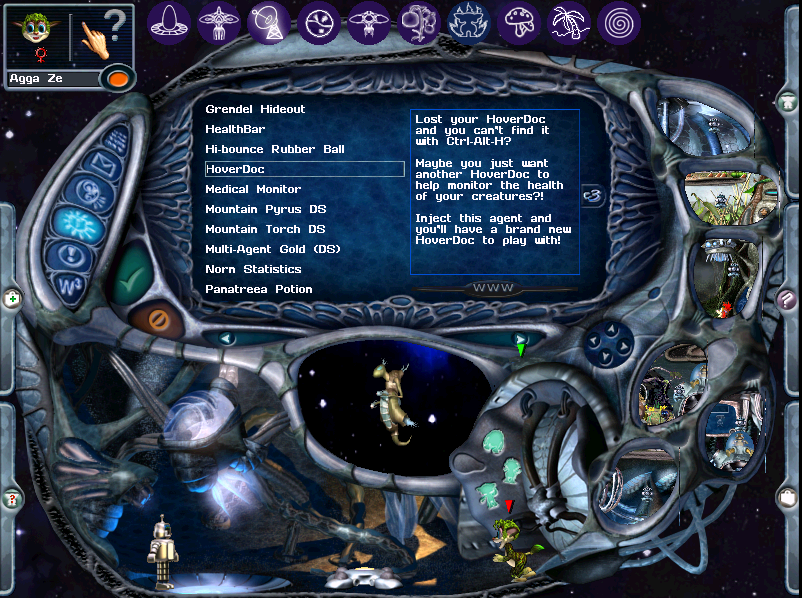 Agga Ze
?
Grendel Hideout
HealthBar
Hi-bounce Rubber Ball
HoverDoc
Medical Monitor
Mountain Pyrus DS
Mountain Torch DS
Multi-Agent Gold (DS)
Norn Statistics
Panatreea Potion
Lost your HoverDoc
and you can't find it
with Ctrl-Alt-H?
Maybe you just want
another HoverDoc to
help monitor the health
of your creatures?!
Inject this agent and
you'll have a brand new
HoverDoc to play with!
c3
WWW
W³
?
?